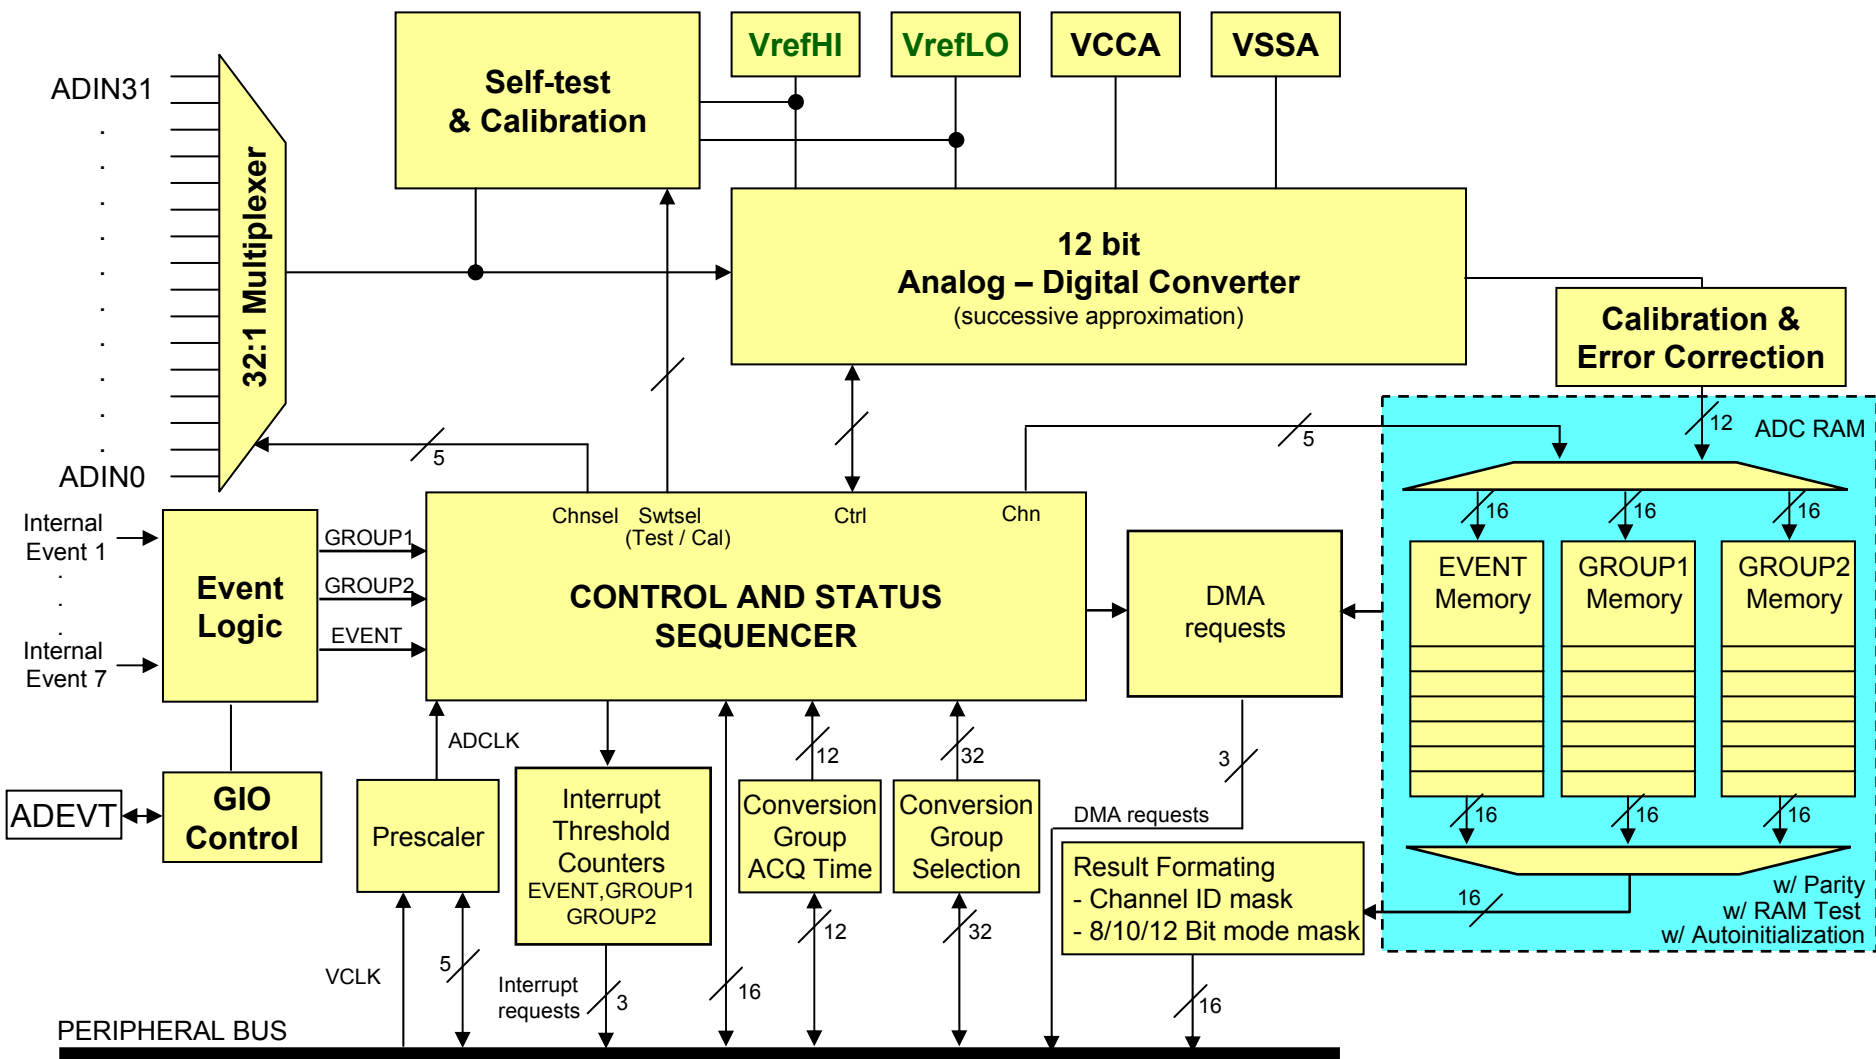 VrefHI
VrefLO
VCCA
VSSA
Self-test
& Calibration
ADIN31
.
.
.
.
.
.
.
.
.
ADIN0
32:1 Multiplexer
12 bit
Analog – Digital Converter
(successive approximation)
Calibration &
Error Correction
12
ADC RAM
5
5
Chnsel
Swtsel
(Test / Cal)
Ctrl
Chn
CONTROL AND STATUS
SEQUENCER
Internal
Event 1
.
.
.
Internal
Event 7
Event
Logic
GROUP1
GROUP2
EVENT
DMA
requests
16
16
16
EVENT
Memory
GROUP1
Memory
GROUP2
Memory
16
16
16
ADEVT
GIO
Control
ADCLK
Prescaler
Interrupt
Threshold
Counters
EVENT,GROUP1
GROUP2
12
Conversion
Group
ACQ Time
32
Conversion
Group
Selection
3
DMA requests
Result Formating
- Channel ID mask
- 8/10/12 Bit mode mask
16
w/ Parity
w/ RAM Test
w/ Autoinitialization
VCLK
5
Interrupt
requests
3
16
12
32
16
PERIPHERAL BUS